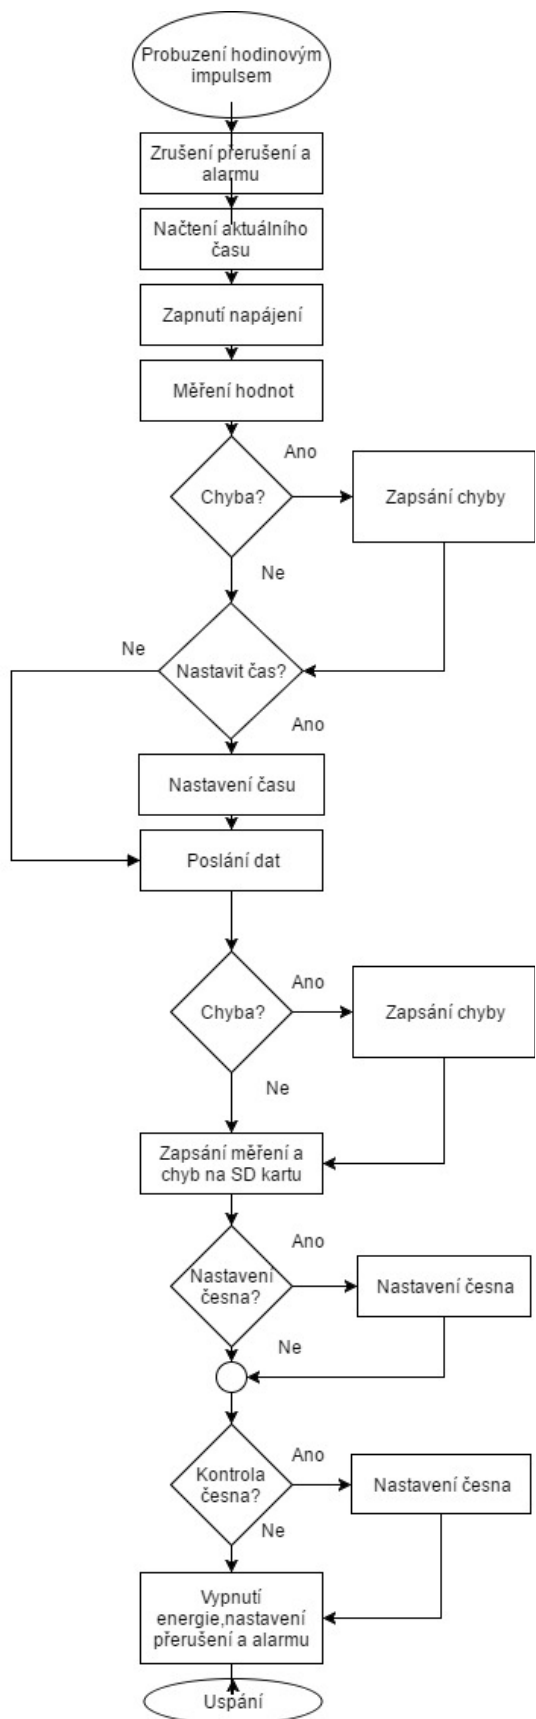 Probuzení hodinovým
impulsem
Zrušení přerušení a
alarmu
Načtení aktuálního
času
Zapnutí napájení
Měření hodnot
Ano
Chyba?
Zapsání chyby
Ne
Ne
Nastavit čas?
Ano
Nastavení času
Poslání dat
Ano
Chyba?
Zapsání chyby
Ne
Zapsání měření a
chyb na SD kartu
Ano
Nastavení
česna?
Nastavení česna
Ne
Ano
Kontrola
česna?
Nastavení česna
Ne
Vypnutí
energie,nastavení
přerušení a alarmu
Uspání